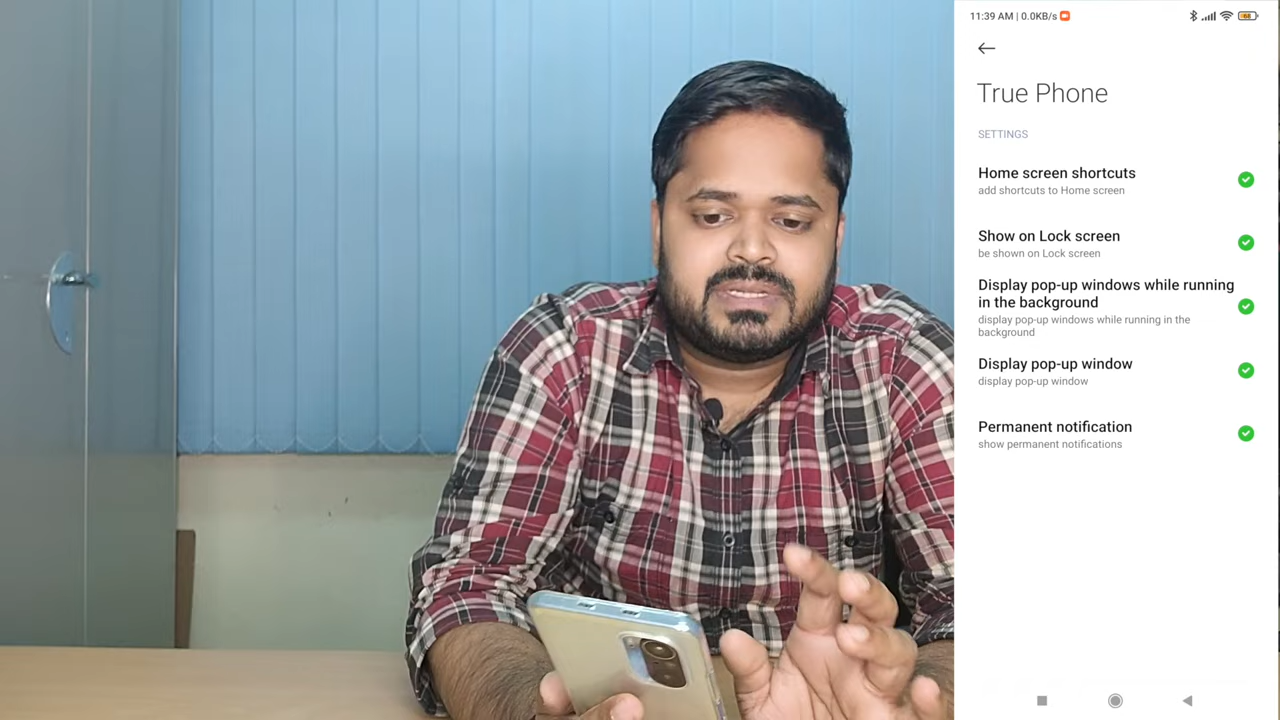 11:39 AM | 0.0KB/s
68
True Phone
SETTINGS
Home screen shortcuts
add shortcuts to Home screen
Show on Lock screen
be shown on Lock screen
Display pop-up windows while running
in the background
display pop-up windows while running in the
background
Display pop-up window
display pop-up window
Permanent notification
show permanent notifications